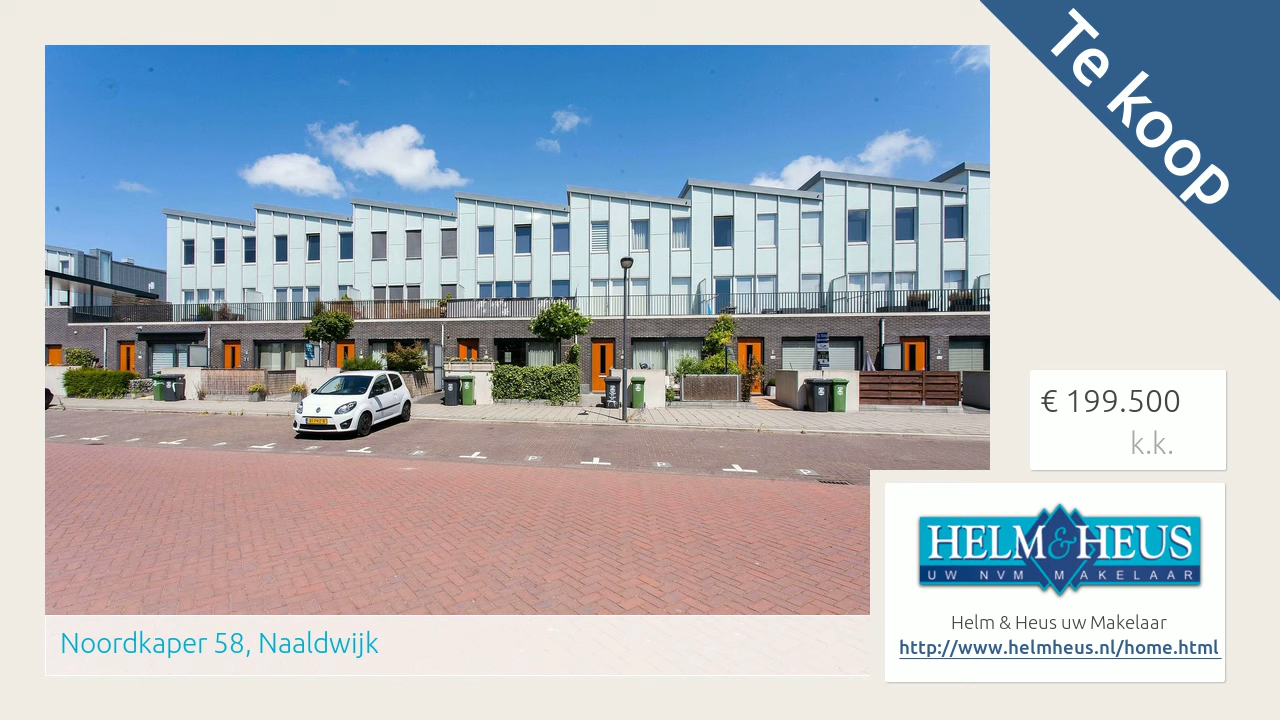 Te koop
€ 199.500
k.k.
HELM & HEUS
UW NVM MAKELAAR
Helm & Heus uw Makelaar
http://www.helmheus.nl/home.html
Noordkaper 58, Naaldwijk